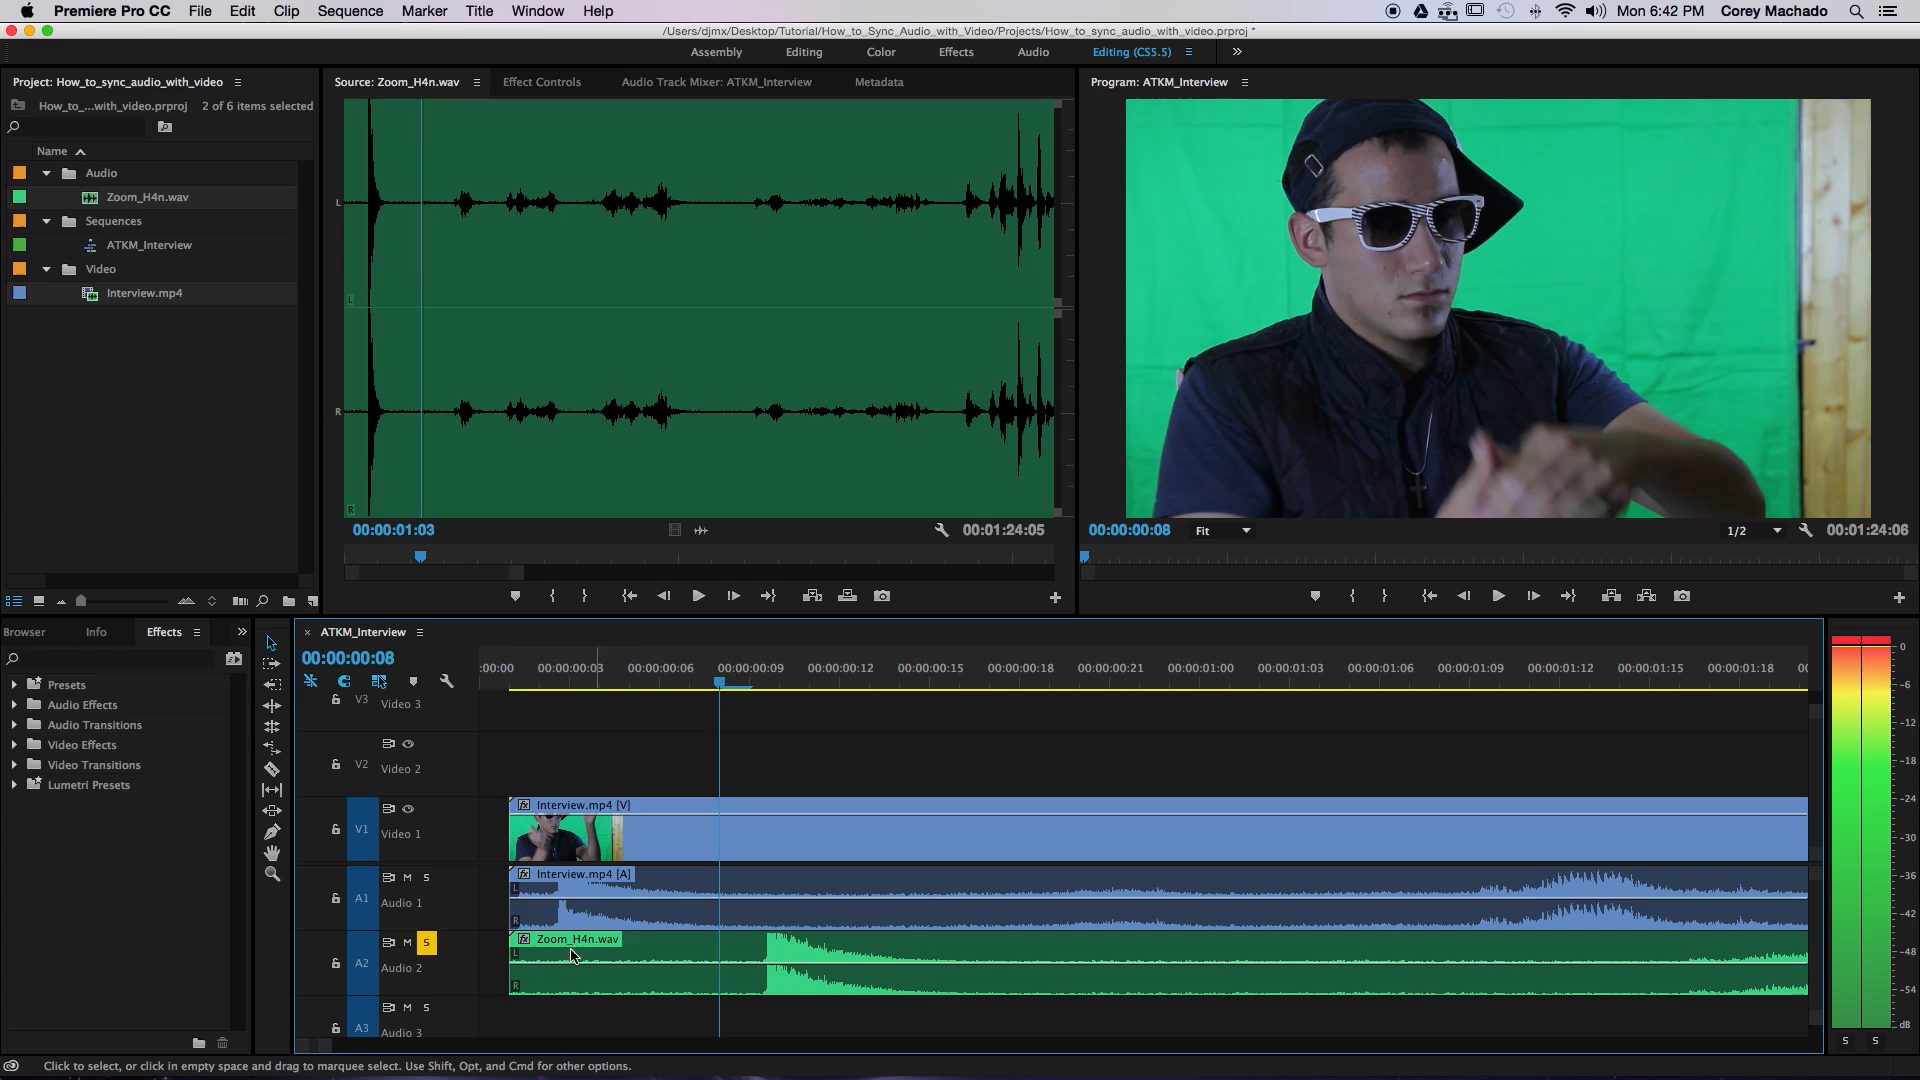 Premiere Pro CC File Edit Clip Sequence Marker Title Window Help Mon 6:42 PM Corey Machado
/Users/djmx/Desktop/Tutorial/How_to_Sync_Audio_with_Video/Projects/How_to_sync_audio_with_video.prproj *
Assembly Editing Color Effects Audio Editing (CS5.5)
Project: How_to_sync_audio_with_video
How_to_...with_video.prproj 2 of 6 items selected
Name
Audio
Zoom_H4n.wav
Sequences
ATKM_Interview
Video
Interview.mp4
Source: Zoom_H4n.wav Effect Controls Audio Track Mixer: ATKM_Interview Metadata
L
L
R
R
00:00:01:03 00:01:24:05
Program: ATKM_Interview
00:00:00:08 Fit 1/2 00:01:24:06
Browser Info Effects
Presets
Audio Effects
Audio Transitions
Video Effects
Video Transitions
Lumetri Presets
× ATKM_Interview
00:00:00:08
:00:00 00:00:00:03 00:00:00:06 00:00:00:09 00:00:00:12 00:00:00:15 00:00:00:18 00:00:00:21 00:00:01:00 00:00:01:03 00:00:01:06 00:00:01:09 00:00:01:12 00:00:01:15 00:00:01:18
V3 Video 3
V2 Video 2
V1 Video 1
fx Interview.mp4 [V]
A1 M S Audio 1
fx Interview.mp4 [A]
L
R
A2 M S Audio 2
fx Zoom_H4n.wav
L
R
A3 M S Audio 3
0
-6
-12
-18
-24
-30
-36
-42
-48
-54
dB
S S
Click to select, or click in empty space and drag to marquee select. Use Shift, Opt, and Cmd for other options.